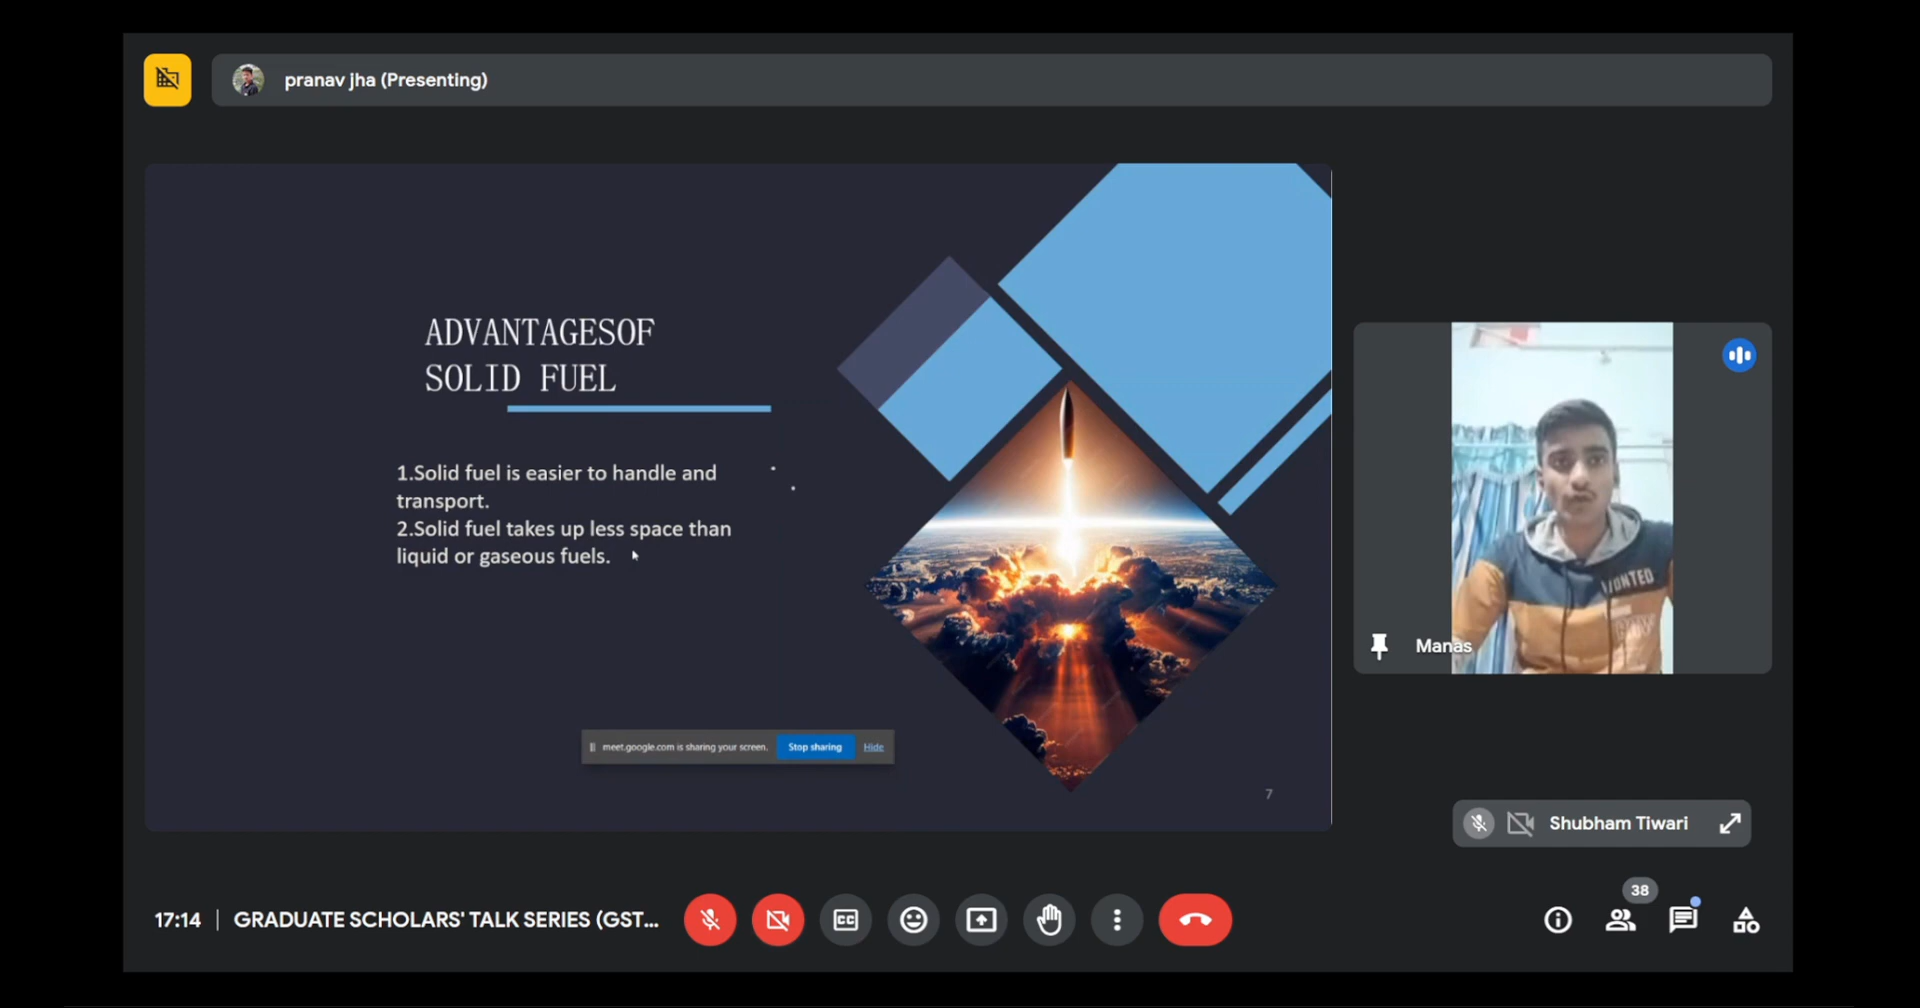 pranav jha (Presenting)
ADVANTAGESOF
SOLID FUEL
1.Solid fuel is easier to handle and
transport.
2.Solid fuel takes up less space than
liquid or gaseous fuels.
meet.google.com is sharing your screen. Stop sharing Hide
7
WONTED
Manas
Shubham Tiwari
38
17:14 | GRADUATE SCHOLARS' TALK SERIES (GST...
CC